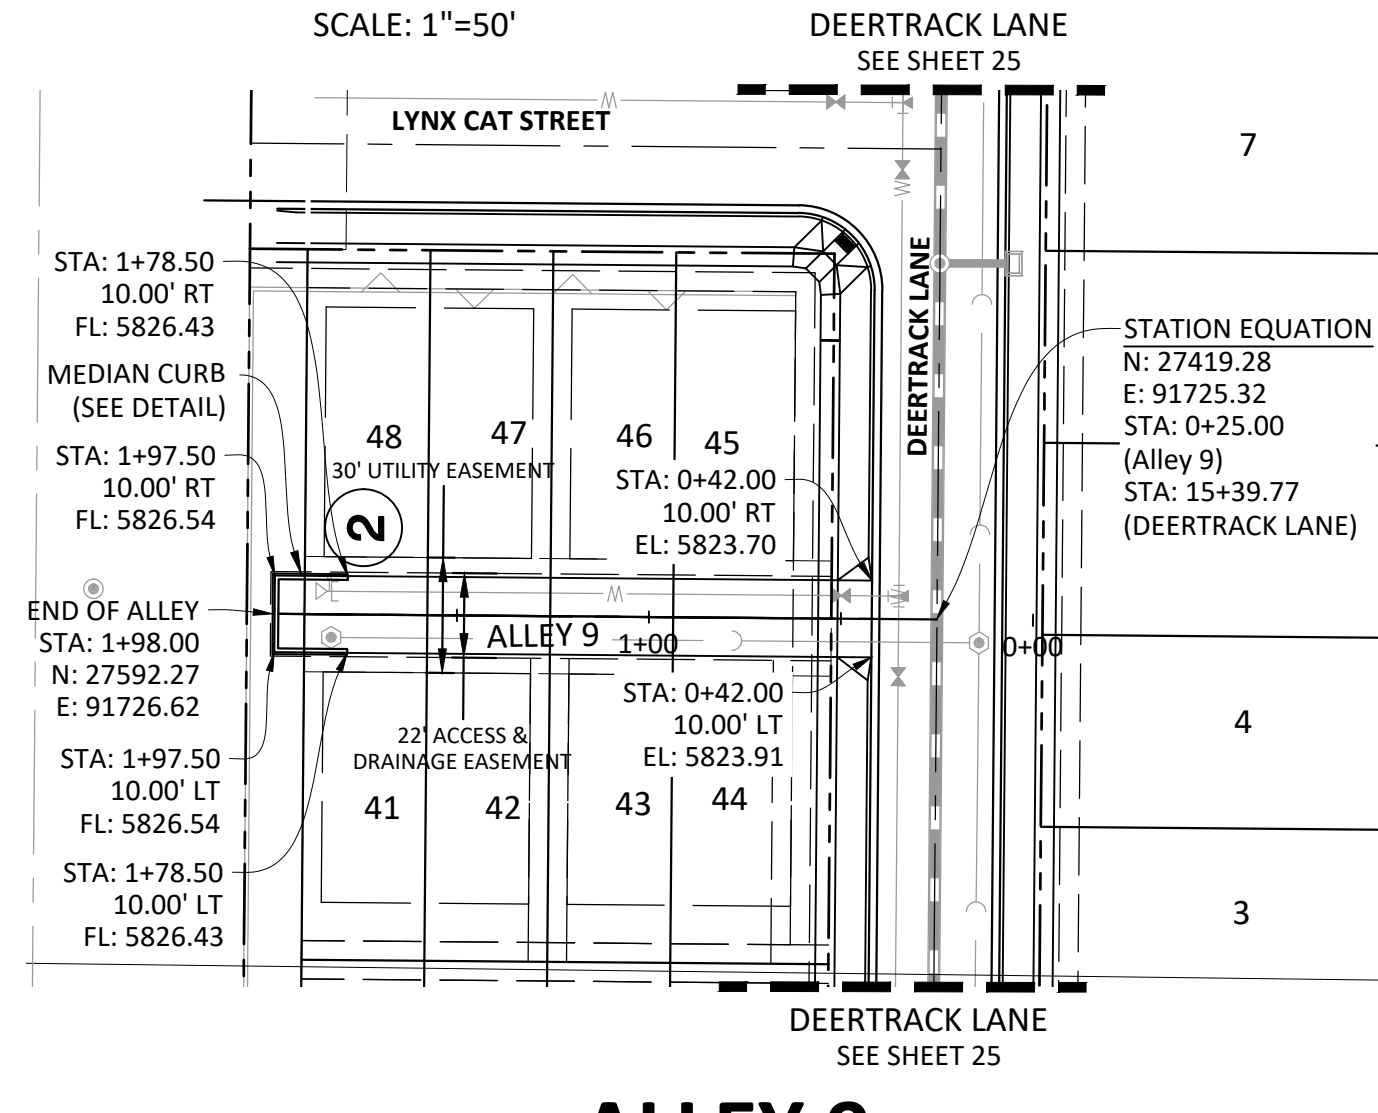 SCALE: 1"=50'
DEERTRACK LANE
SEE SHEET 25
LYNX CAT STREET
7
STA: 1+78.50
10.00' RT
FL: 5826.43
MEDIAN CURB
(SEE DETAIL)
STA: 1+97.50
10.00' RT
FL: 5826.54
END OF ALLEY
STA: 1+98.00
N: 27592.27
E: 91726.62
STA: 1+97.50
10.00' LT
FL: 5826.54
STA: 1+78.50
10.00' LT
FL: 5826.43
48
47
46
45
30' UTILITY EASEMENT
2
STA: 0+42.00
10.00' RT
EL: 5823.70
DEERTRACK LANE
STATION EQUATION
N: 27419.28
E: 91725.32
STA: 0+25.00
(Alley 9)
STA: 15+39.77
(DEERTRACK LANE)
ALLEY 9
1+00
0+00
STA: 0+42.00
10.00' LT
EL: 5823.91
22' ACCESS &
DRAINAGE EASEMENT
41
42
43
44
4
3
DEERTRACK LANE
SEE SHEET 25